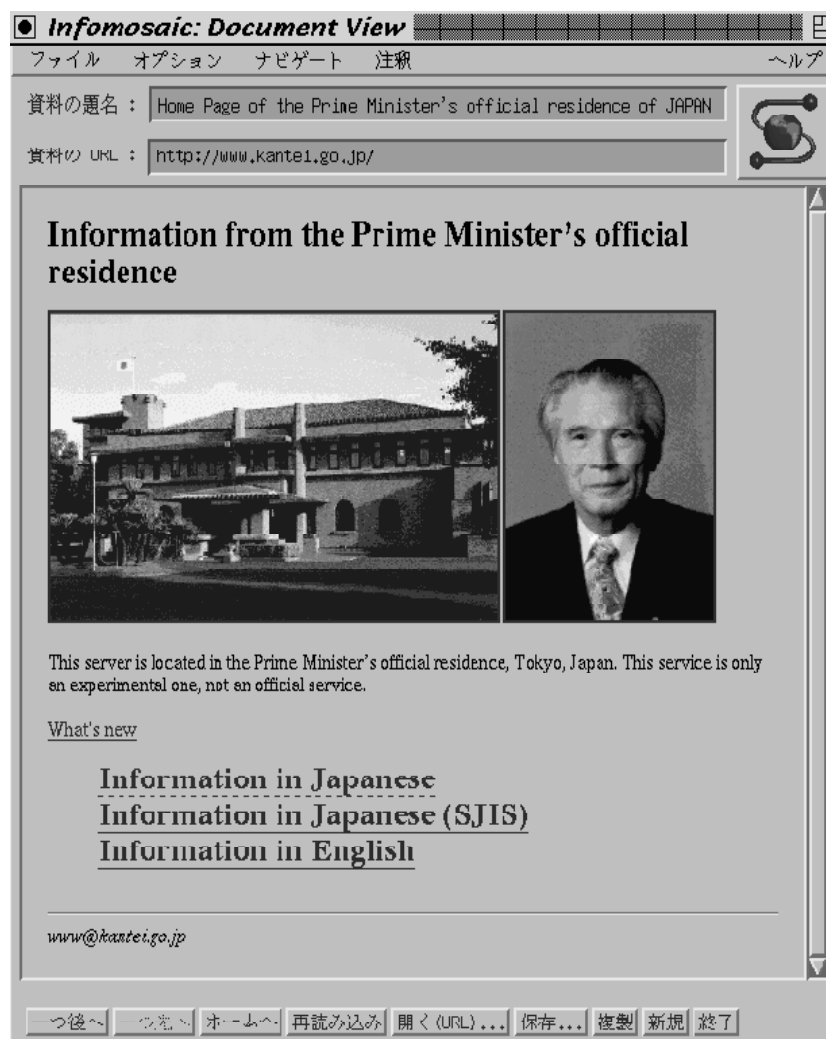 Infomosaic: Document View
ファイル オプション ナビゲート 注釈 ヘルプ
資料の題名： Home Page of the Prime Minister's official residence of JAPAN
資料の URL： http://www.kantei.go.jp/
Information from the Prime Minister's official
residence
This server is located in the Prime Minister's official residence, Tokyo, Japan. This service is only
an experimental one, not an official service.
What's new
Information in Japanese
Information in Japanese (SJIS)
Information in English
www@kantei.go.jp
一つ後へ 一つ先へ ホームへ 再読み込み 開く(URL)... 保存... 複製 新規 終了